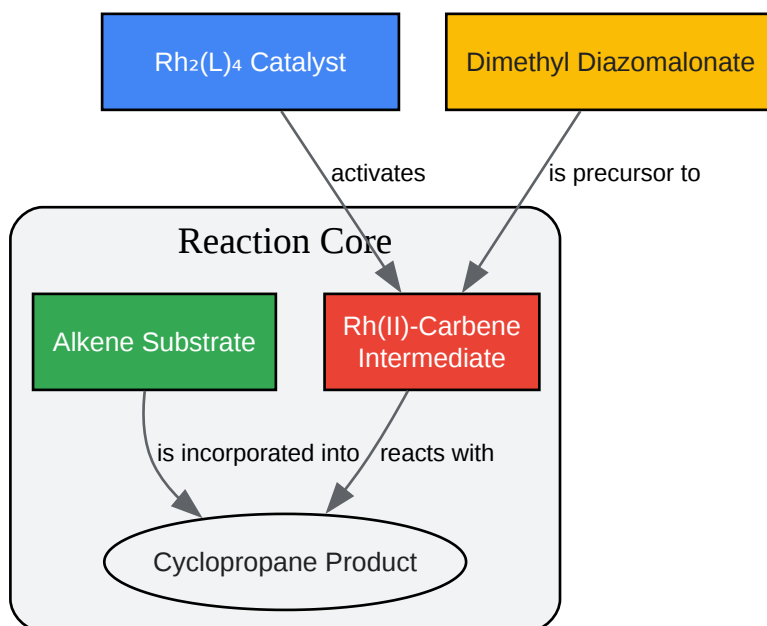 Rh₂(L)₄ Catalyst
Dimethyl Diazomalonate
activates
is precursor to
Reaction Core
Alkene Substrate
Rh(II)-Carbene
Intermediate
is incorporated into
reacts with
Cyclopropane Product